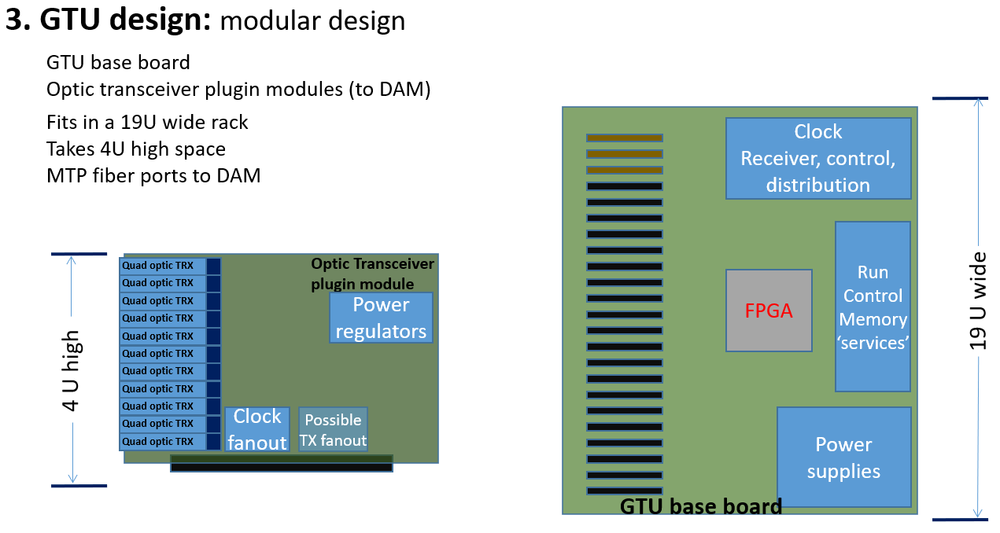 3. GTU design: modular design
GTU base board
Optic transceiver plugin modules (to DAM)
Fits in a 19U wide rack
Takes 4U high space
MTP fiber ports to DAM
4 U high
Quad optic TRX
Quad optic TRX
Quad optic TRX
Quad optic TRX
Quad optic TRX
Quad optic TRX
Quad optic TRX
Quad optic TRX
Quad optic TRX
Quad optic TRX
Quad optic TRX
Optic Transceiver
plugin module
Power
regulators
Clock
fanout
Possible
TX fanout
Clock
Receiver, control,
distribution
FPGA
Run
Control
Memory
‘services’
Power
supplies
GTU base board
19 U wide